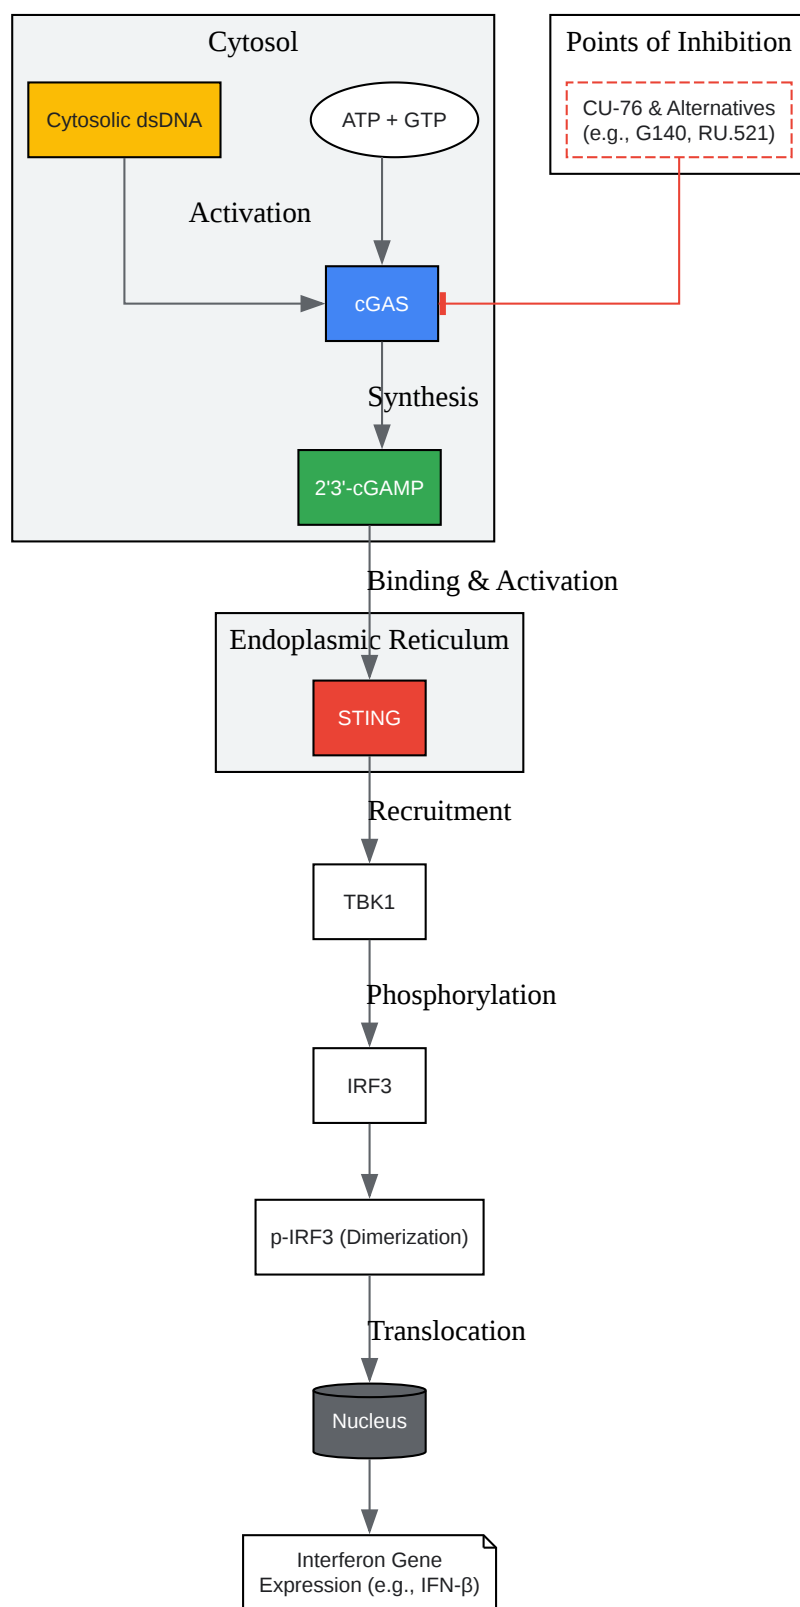 Cytosol
Points of Inhibition
Cytosolic dsDNA
ATP + GTP
CU-76 & Alternatives
(e.g., G140, RU.521)
Activation
cGAS
Synthesis
2'3'-cGAMP
Binding & Activation
Endoplasmic Reticulum
STING
Recruitment
TBK1
Phosphorylation
IRF3
p-IRF3 (Dimerization)
Translocation
Nucleus
Interferon Gene
Expression (e.g., IFN-β)